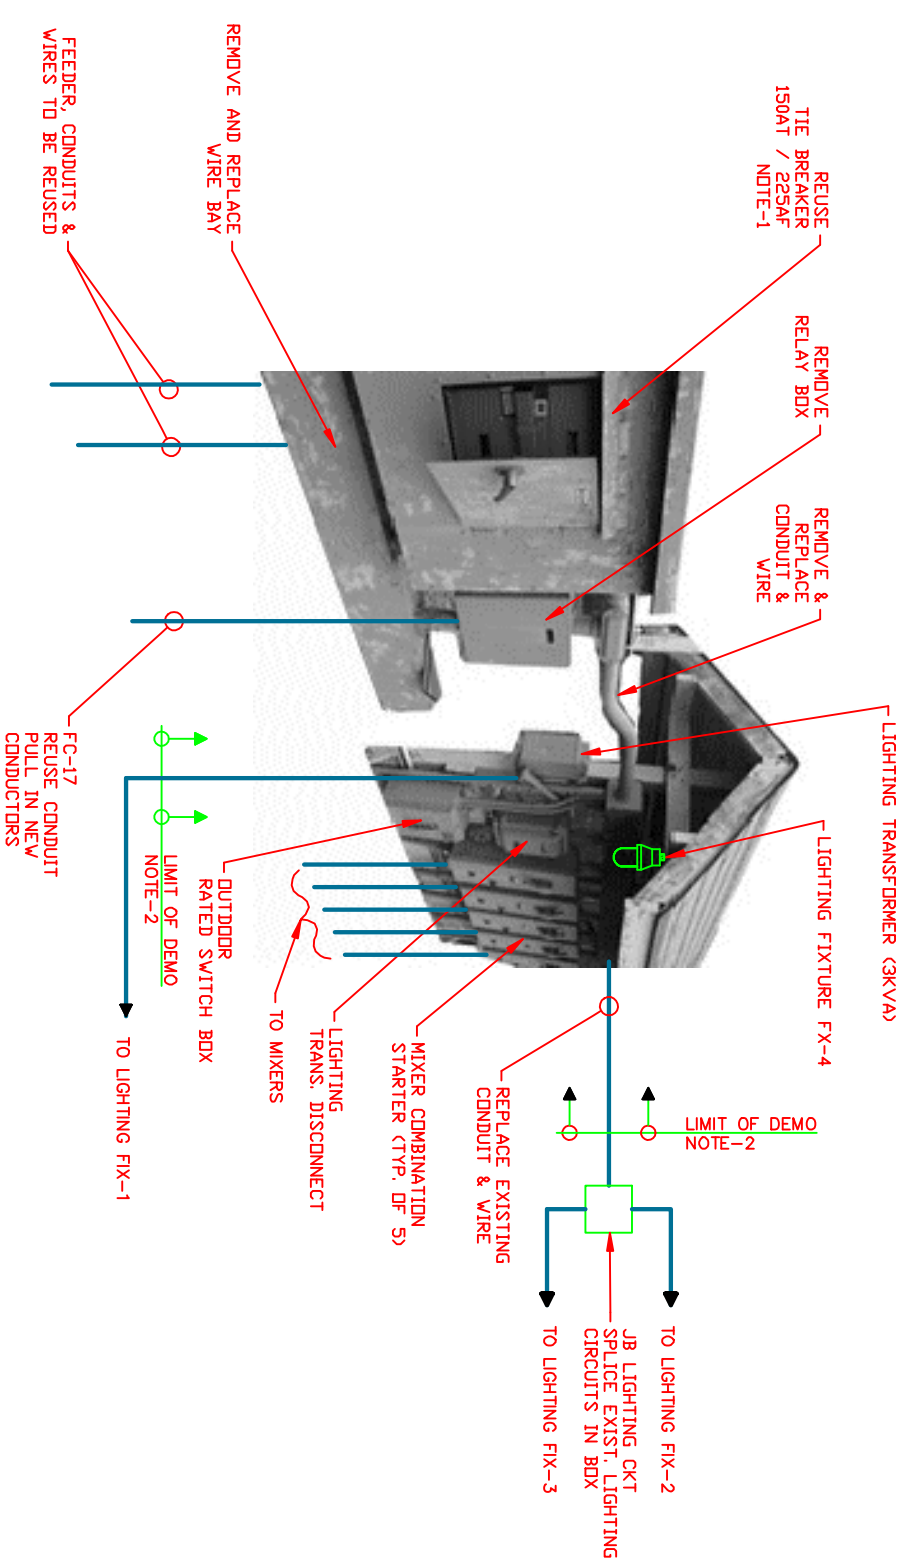 FEEDER, CONDUITS &
WIRES TO BE REUSED
REMOVE AND REPLACE
WIRE BAY
REUSE
TIE BREAKER
150AT / 225AF
NOTE-1
REMOVE
RELAY BOX
REMOVE &
REPLACE
CONDUIT &
WIRE
LIGHTING TRANSFORMER (3KVA)
LIGHTING FIXTURE FX-4
FC-17
REUSE CONDUIT
PULL IN NEW
CONDUCTORS
LIMIT OF DEMO
NOTE-2
OUTDOOR
RATED SWITCH BOX
TO MIXERS
LIGHTING
TRANS. DISCONNECT
MIXER COMBINATION
STARTER (TYP. OF 5)
REPLACE EXISTING
CONDUIT & WIRE
LIMIT OF DEMO
NOTE-2
TO LIGHTING FIX-1
TO LIGHTING FIX-2
JB LIGHTING CKT
SPLICE EXIST. LIGHTING
CIRCUITS IN BOX
TO LIGHTING FIX-3